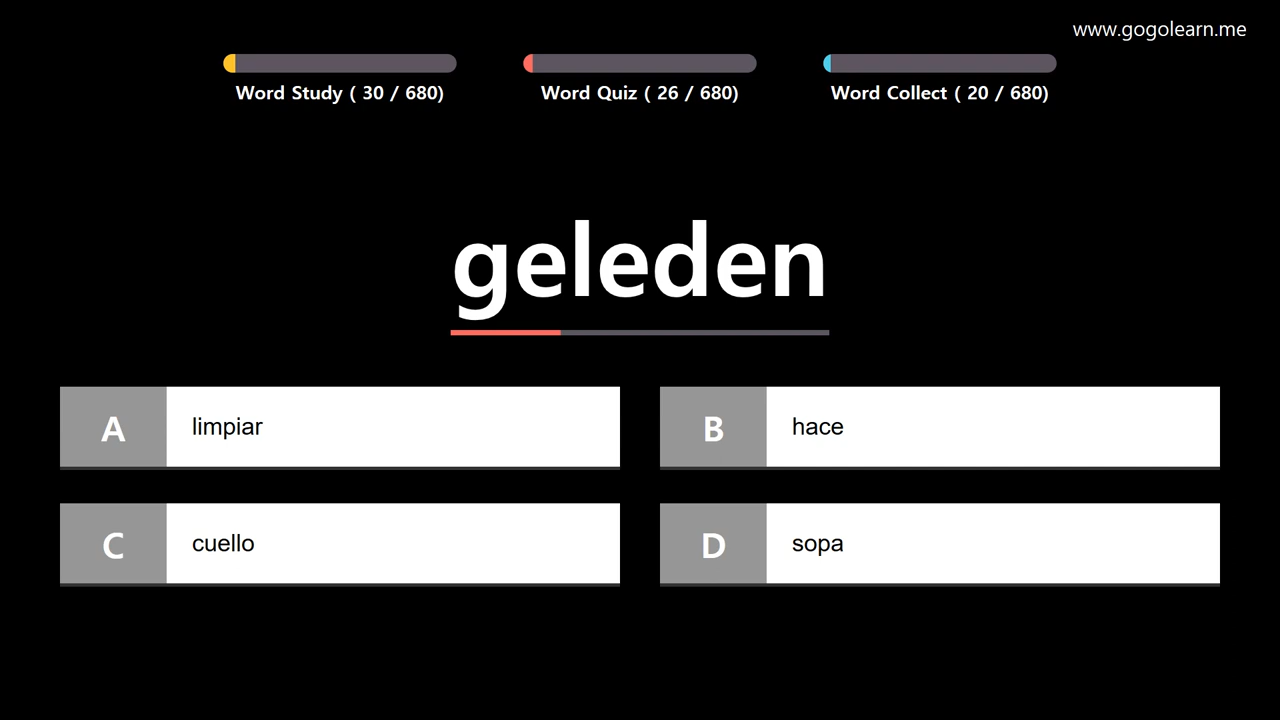 www.gogolearn.me
Word Study ( 30 / 680)
Word Quiz ( 26 / 680)
Word Collect ( 20 / 680)
geleden
A limpiar
B hace
C cuello
D sopa